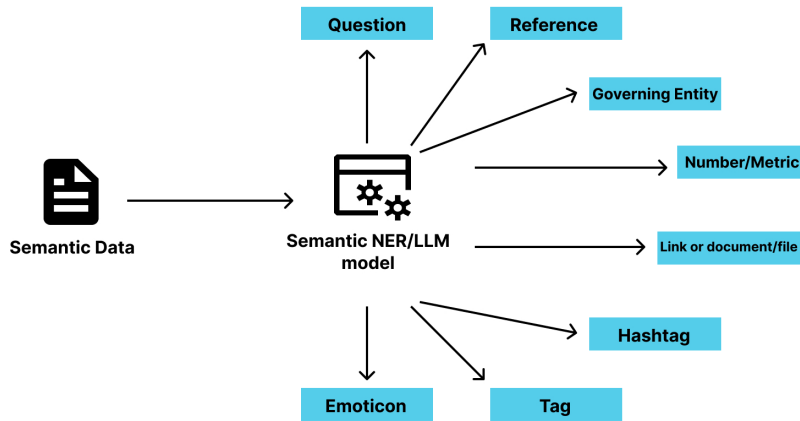 Question
Reference
Governing Entity
Number/Metric
Semantic Data
Semantic NER/LLM
model
Link or document/file
Hashtag
Emoticon
Tag